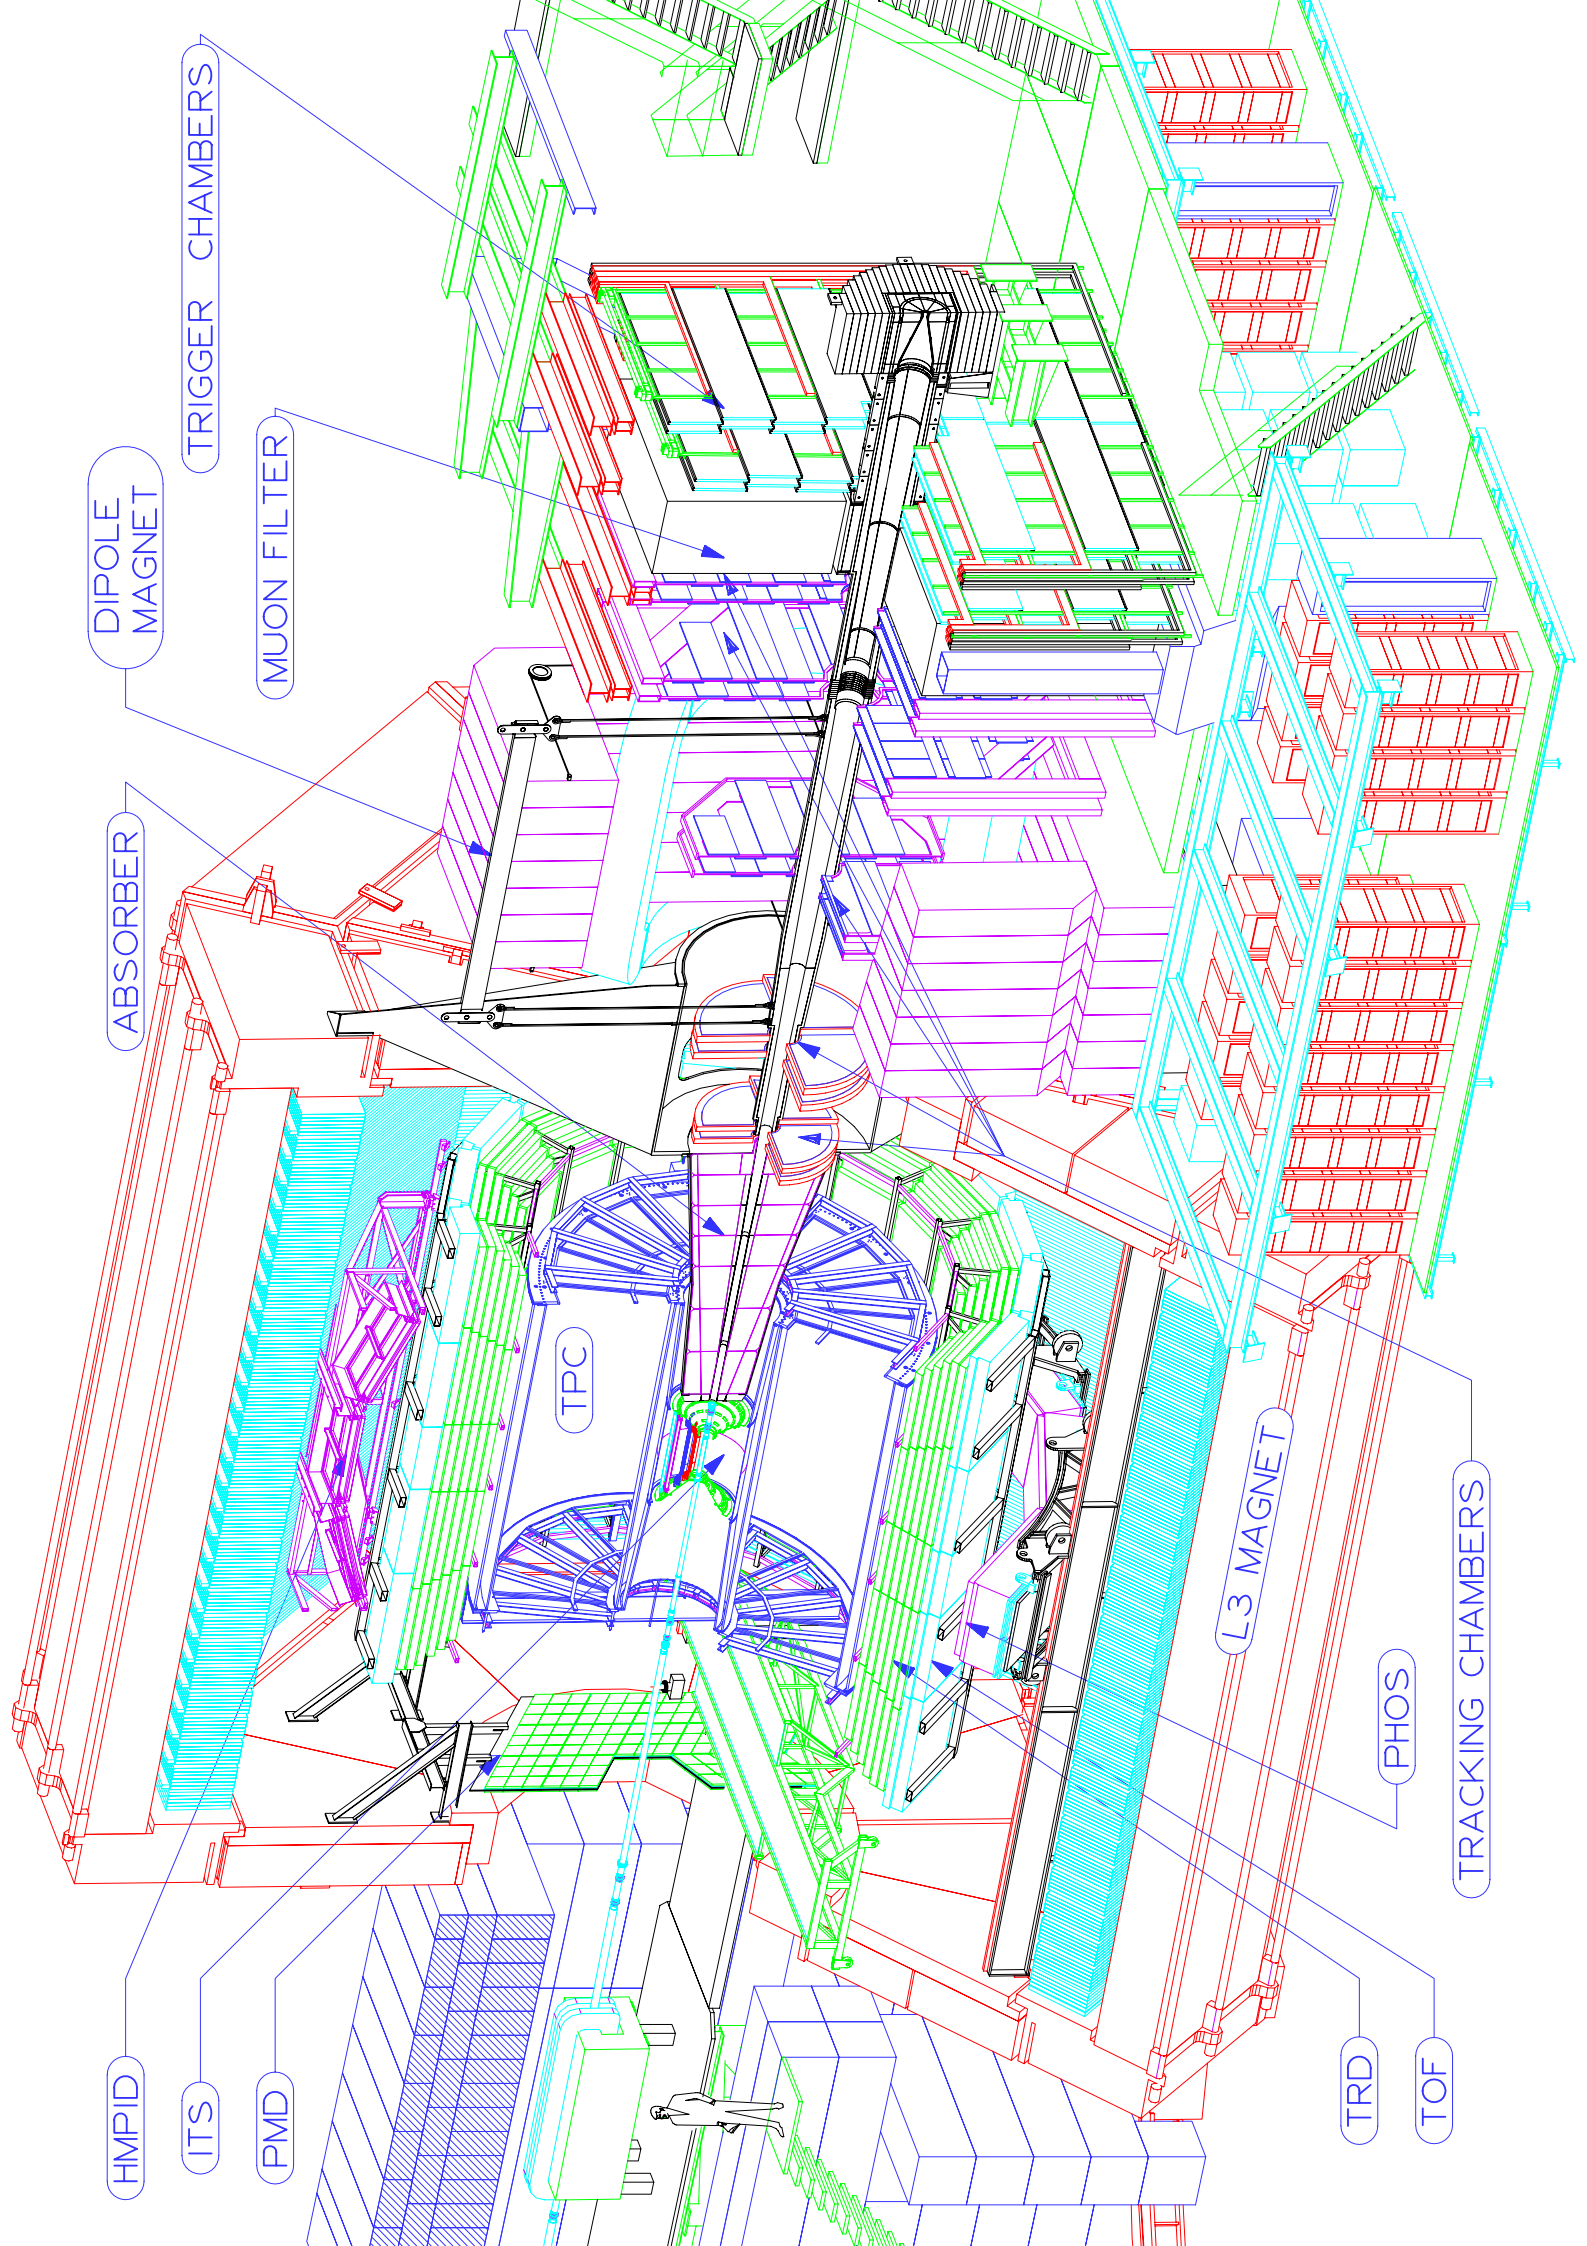 HMPID
ITS
PMD
ABSORBER
DIPOLE
MAGNET
MUON FILTER
TRIGGER CHAMBERS
TPC
L3 MAGNET
TRD
TOF
PHOS
TRACKING CHAMBERS